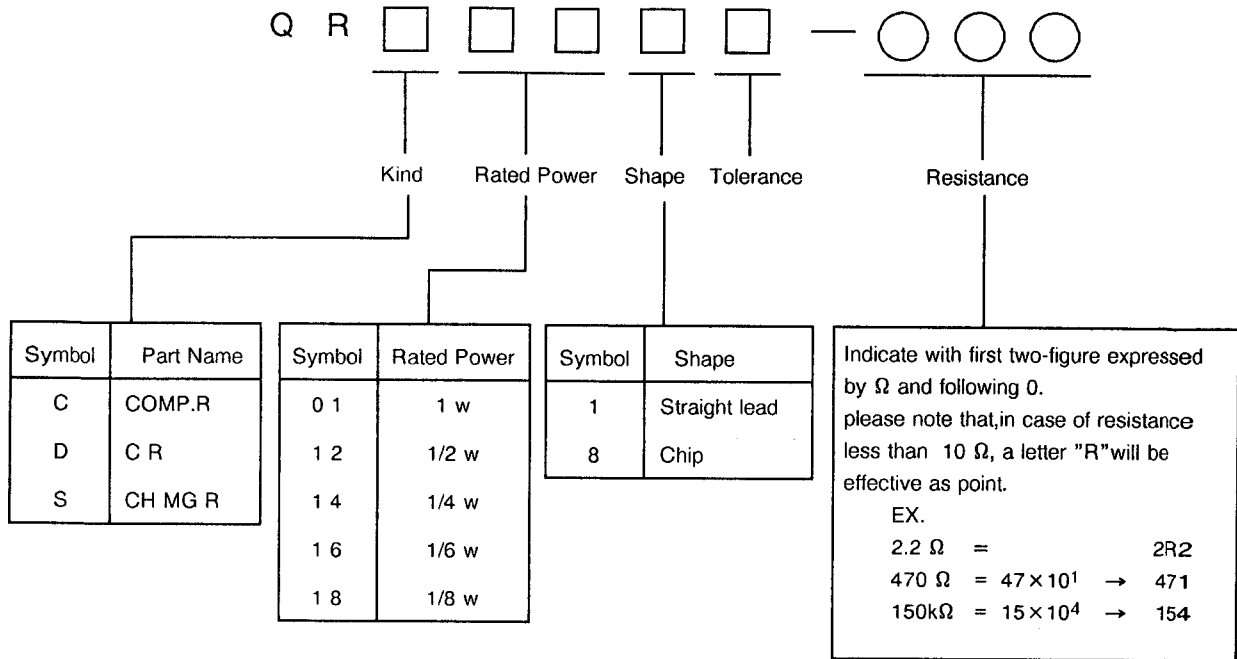 Q R □ □ □ □ □ — ○ ○ ○
Kind Rated Power Shape Tolerance Resistance
Symbol Part Name
C COMP.R
D C R
S CH MG R
Symbol Rated Power
0 1 1 w
1 2 1/2 w
1 4 1/4 w
1 6 1/6 w
1 8 1/8 w
Symbol Shape
1 Straight lead
8 Chip
Indicate with first two-figure expressed
by Ω and following 0.
please note that,in case of resistance
less than 10 Ω, a letter "R"will be
effective as point.
EX.
2.2 Ω = 2R2
470 Ω = 47×10¹ → 471
150kΩ = 15×10⁴ → 154